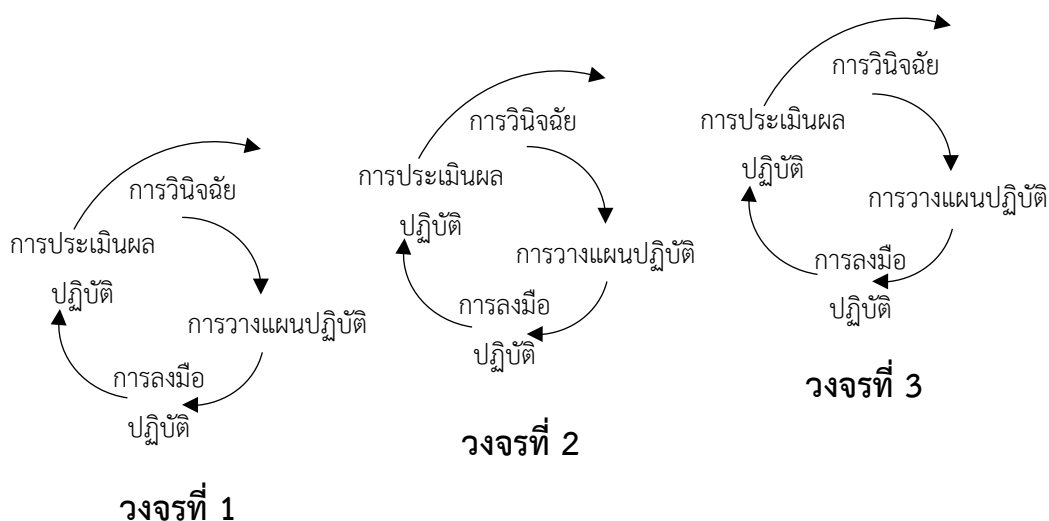 การวินิจฉัย
การวางแผนปฏิบัติ
การลงมือ
ปฏิบัติ
การประเมินผล
ปฏิบัติ
วงจรที่ 1
การวินิจฉัย
การวางแผนปฏิบัติ
การลงมือ
ปฏิบัติ
การประเมินผล
ปฏิบัติ
วงจรที่ 2
การวินิจฉัย
การวางแผนปฏิบัติ
การลงมือ
ปฏิบัติ
การประเมินผล
ปฏิบัติ
วงจรที่ 3